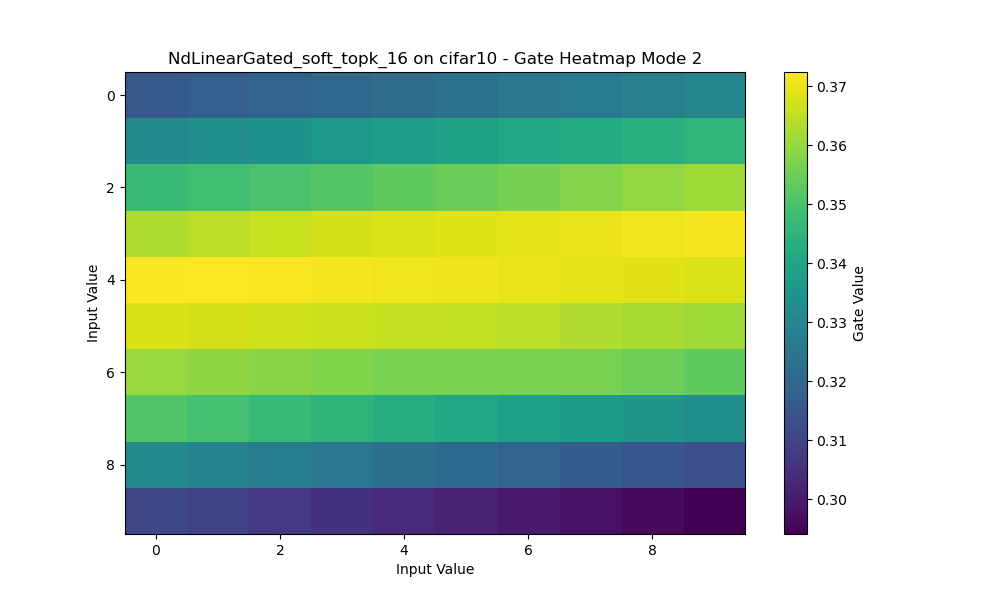 NdLinearGated_soft_topk_16 on cifar10 - Gate Heatmap Mode 2
0
2
4
6
8
Input Value
0 2 4 6 8
Input Value
0.37
0.36
0.35
0.34
0.33
0.32
0.31
0.30
Gate Value